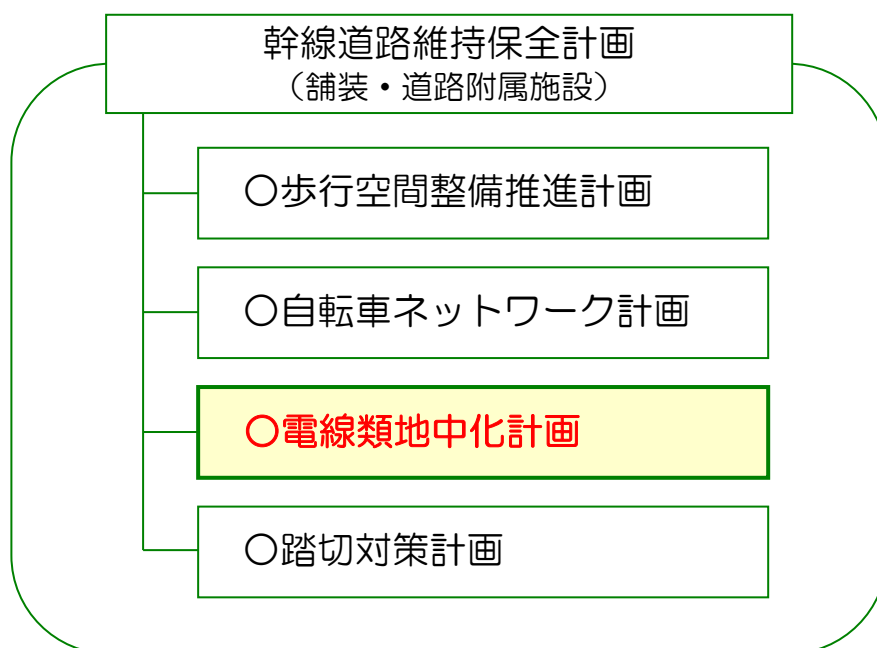 幹線道路維持保全計画
（舗装・道路附属施設）
○歩行空間整備推進計画
○自転車ネットワーク計画
○電線類地中化計画
○踏切対策計画